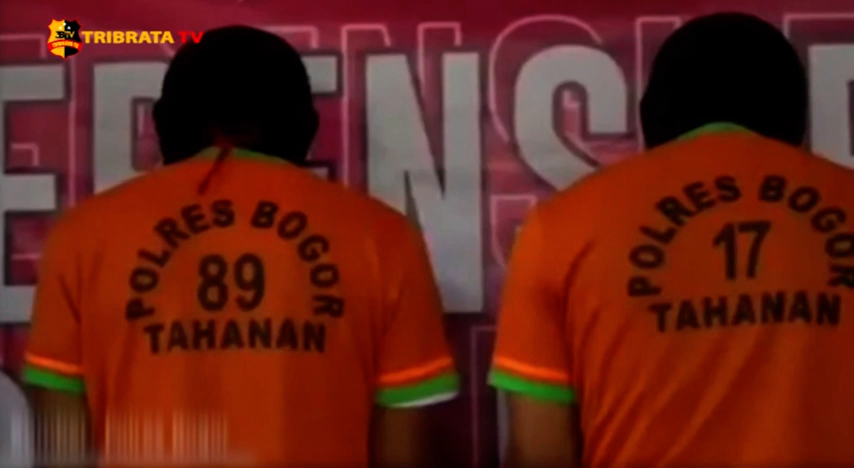 TRIBRATA TV
POLRES BOGOR
89
TAHANAN
POLRES BOGOR
17
TAHANAN